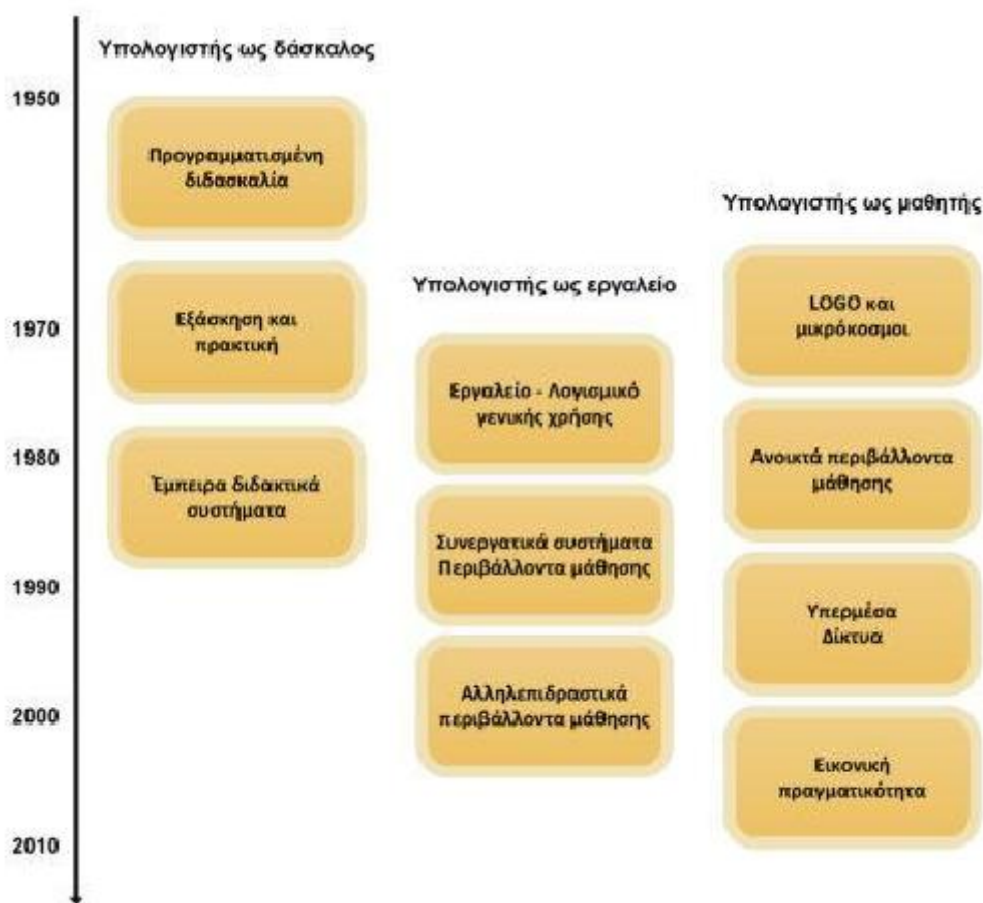 Υπολογιστής ως δάσκαλος
1950
Προγραμματισμένη
διδασκαλία
Υπολογιστής ως μαθητής
Υπολογιστής ως εργαλείο
LOGO και
μικρόκοσμοι
1970
Εξάσκηση και
πρακτική
Εργαλείο - Λογισμικό
γενικής χρήσης
1980
Έμπειρα διδακτικά
συστήματα
Ανοικτά περιβάλλοντα
μάθησης
Συνεργατικά συστήματα
Περιβάλλοντα μάθησης
1990
Υπερμέσα
Δίκτυα
2000
Αλληλεπιδραστικά
περιβάλλοντα μάθησης
Εικονική
πραγματικότητα
2010